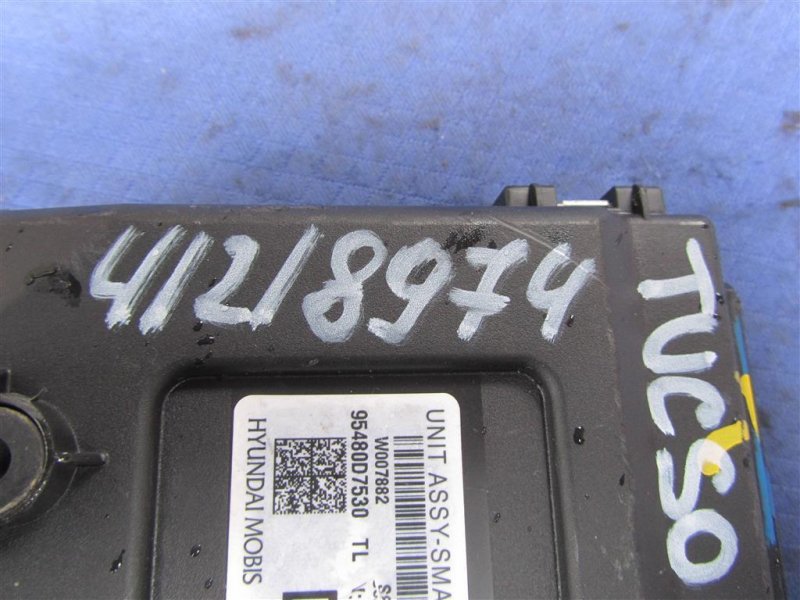 41218974
TUCSO
UNIT ASSY-SMA
W007882
95480D7530 TL
HYUNDAI MOBIS